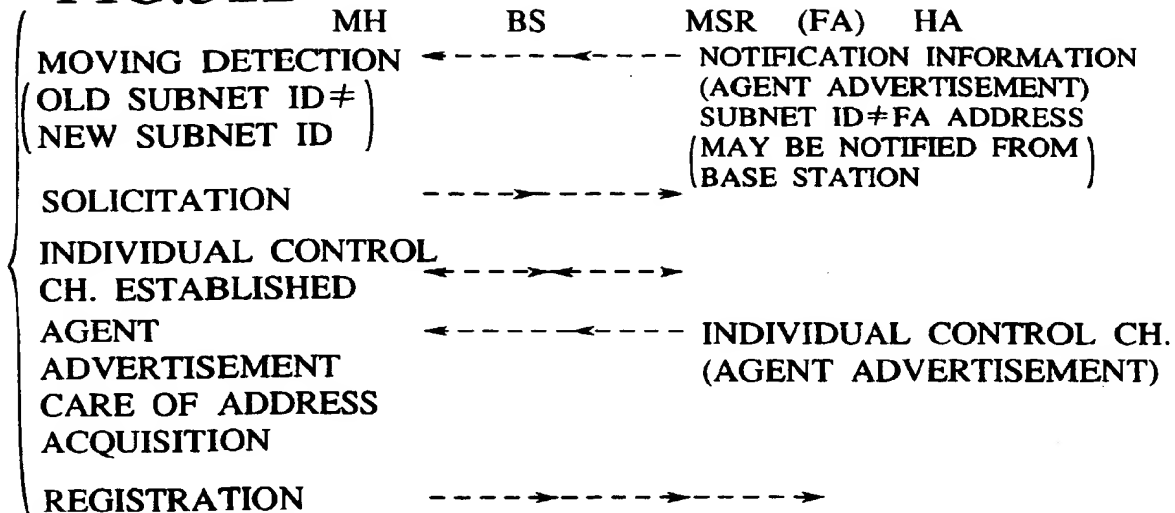 MH BS MSR (FA) HA
MOVING DETECTION
(OLD SUBNET ID≠
NEW SUBNET ID)
NOTIFICATION INFORMATION
(AGENT ADVERTISEMENT)
SUBNET ID≠FA ADDRESS
(MAY BE NOTIFIED FROM
BASE STATION)
SOLICITATION
INDIVIDUAL CONTROL
CH. ESTABLISHED
AGENT
ADVERTISEMENT
CARE OF ADDRESS
ACQUISITION
INDIVIDUAL CONTROL CH.
(AGENT ADVERTISEMENT)
REGISTRATION